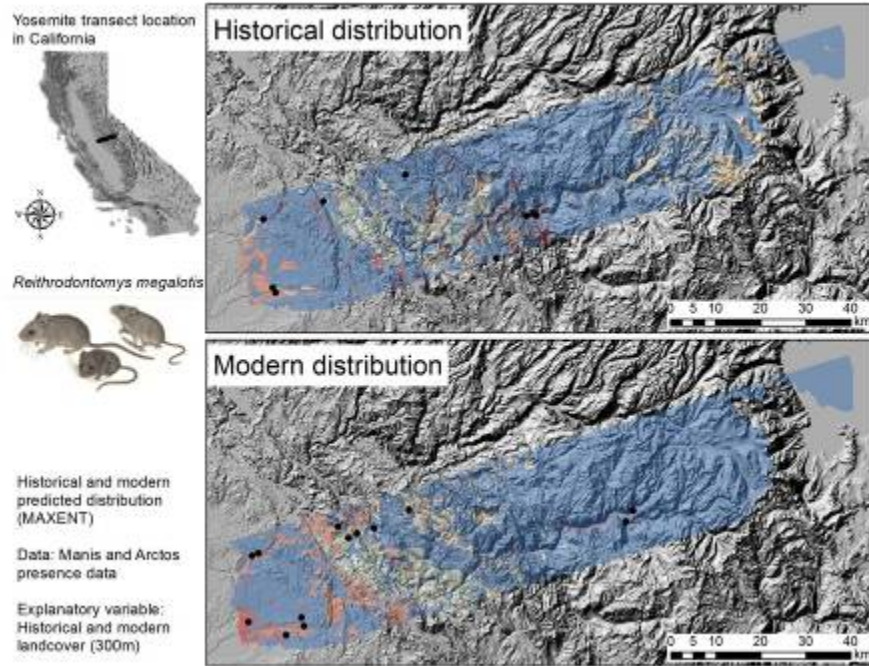 Yosemite transect location
in California
N
W
E
S
Reithrodontomys megalotis
Historical and modern
predicted distribution
(MAXENT)
Data: Manis and Arctos
presence data
Explanatory variable:
Historical and modern
landcover (300m)
Historical distribution
0 5 10 20 30 40
km
Modern distribution
0 5 10 20 30 40
km